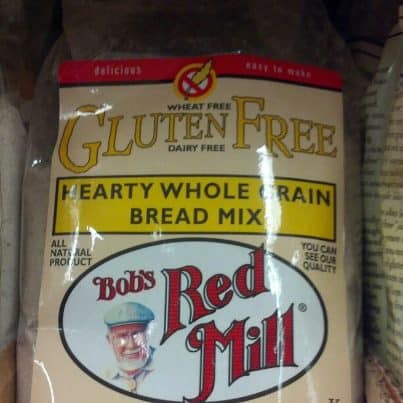 delicious easy to make
WHEAT FREE
GLUTEN FREE
DAIRY FREE
HEARTY WHOLE GRAIN
BREAD MIX
ALL
NATURAL
PRODUCT
YOU CAN
SEE OUR
QUALITY
Bob's
Red
Mill®